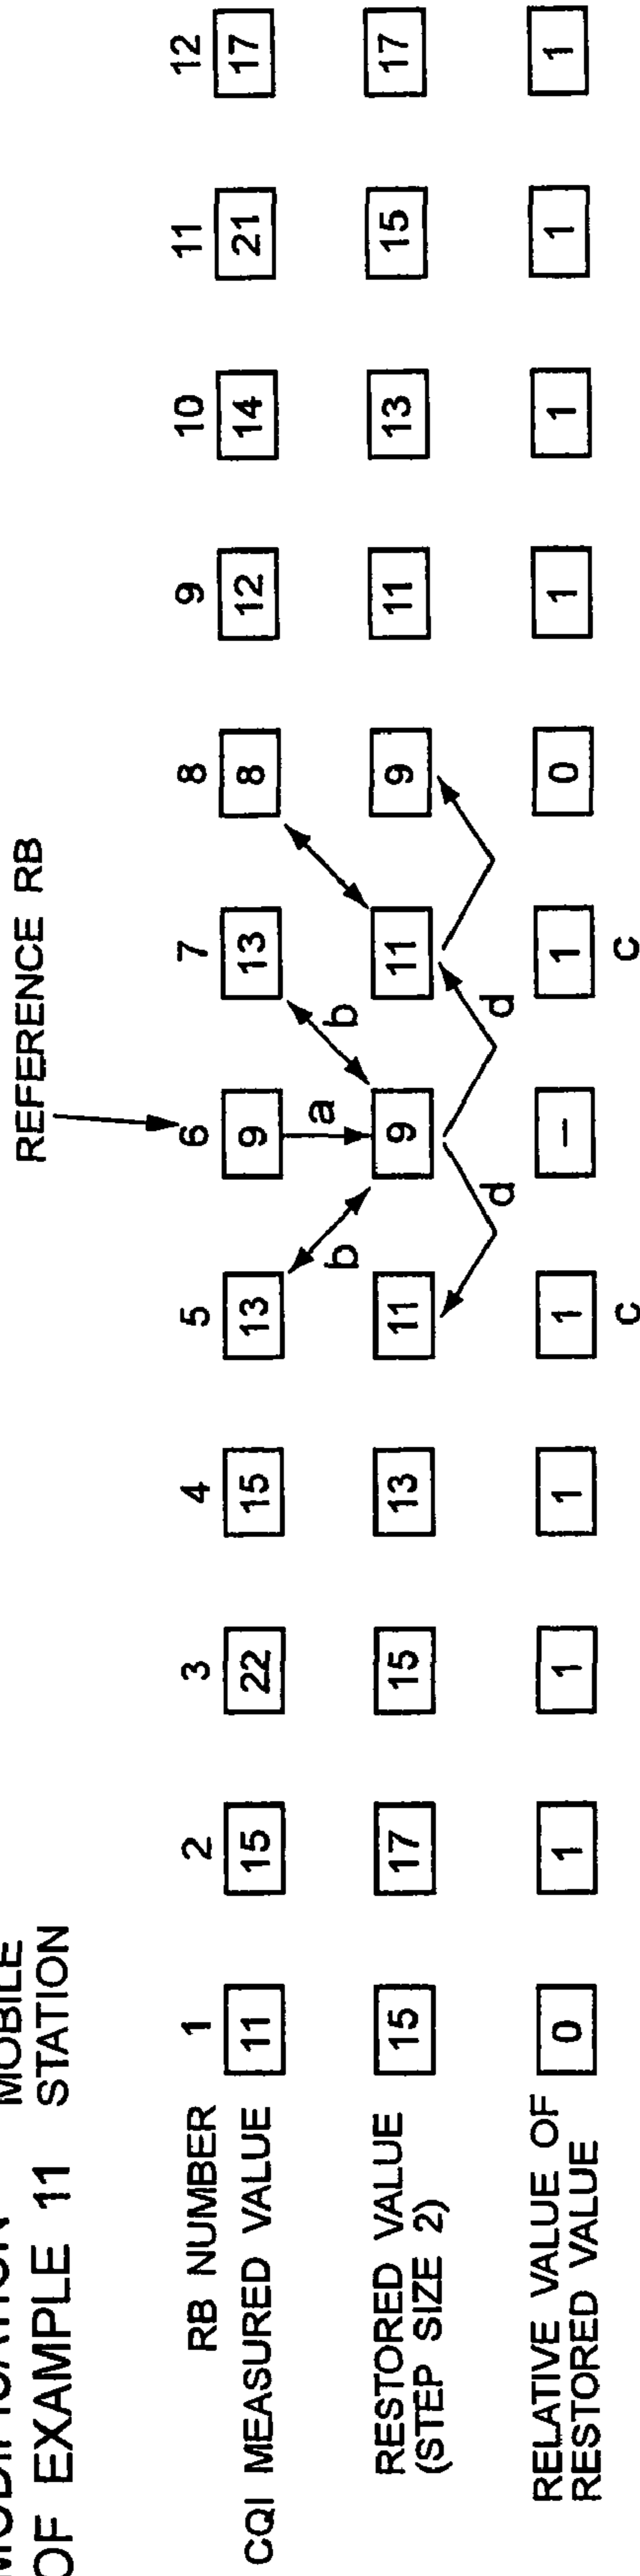 MODIFICATION
OF EXAMPLE 11
MOBILE
STATION
REFERENCE RB
RB NUMBER 1 2 3 4 5 6 7 8 9 10 11 12
CQI MEASURED VALUE 11 15 22 15 13 9 13 8 12 14 21 17
b a b
RESTORED VALUE 15 17 15 13 11 9 11 9 11 13 15 17
(STEP SIZE 2)
d d
RELATIVE VALUE OF 0 1 1 1 1 – 1 0 1 1 1 1
RESTORED VALUE
c c